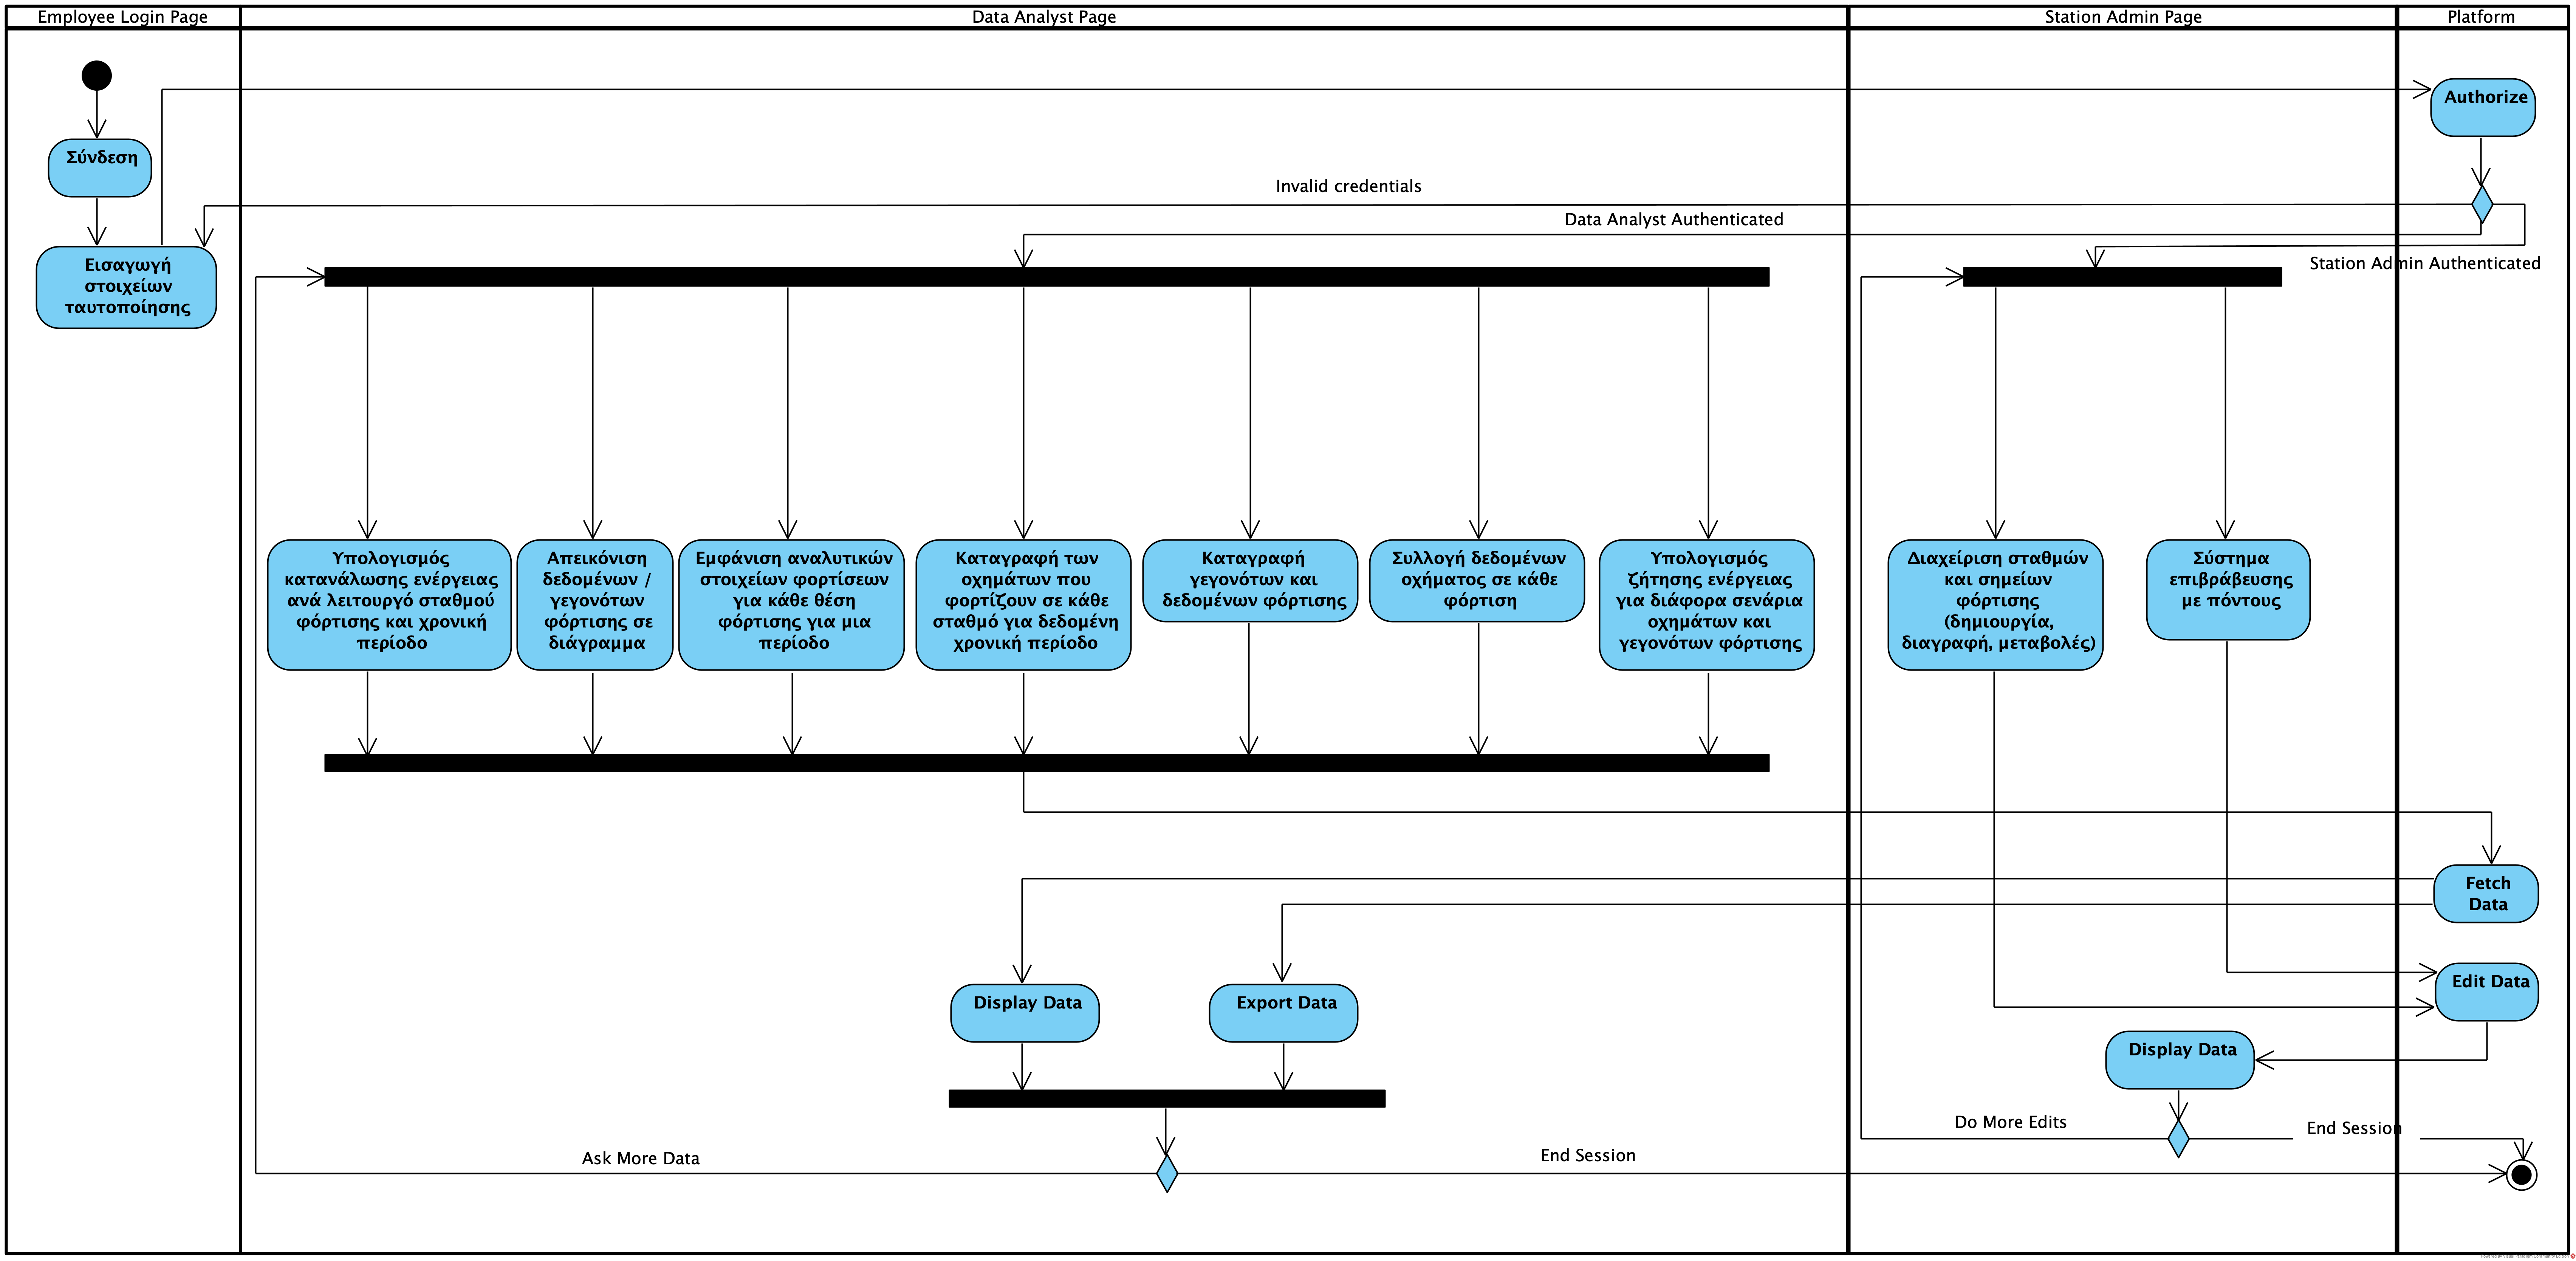 Employee Login Page
Data Analyst Page
Station Admin Page
Platform
Authorize
Σύνδεση
Invalid credentials
Data Analyst Authenticated
Station Admin Authenticated
Εισαγωγή
στοιχείων
ταυτοποίησης
Υπολογισμός
κατανάλωσης ενέργειας
ανά λειτουργό σταθμού
φόρτισης και χρονική
περίοδο
Απεικόνιση
δεδομένων /
γεγονότων
φόρτισης σε
διάγραμμα
Εμφάνιση αναλυτικών
στοιχείων φορτίσεων
για κάθε θέση
φόρτισης για μια
περίοδο
Καταγραφή των
οχημάτων που
φορτίζουν σε κάθε
σταθμό για δεδομένη
χρονική περίοδο
Καταγραφή
γεγονότων και
δεδομένων φόρτισης
Συλλογή δεδομένων
οχήματος σε κάθε
φόρτιση
Υπολογισμός
ζήτησης ενέργειας
για διάφορα σενάρια
οχημάτων και
γεγονότων φόρτισης
Διαχείριση σταθμών
και σημείων
φόρτισης
(δημιουργία,
διαγραφή, μεταβολές)
Σύστημα
επιβράβευσης
με πόντους
Fetch
Data
Edit Data
Display Data
Export Data
Display Data
Do More Edits
End Session
Ask More Data
End Session